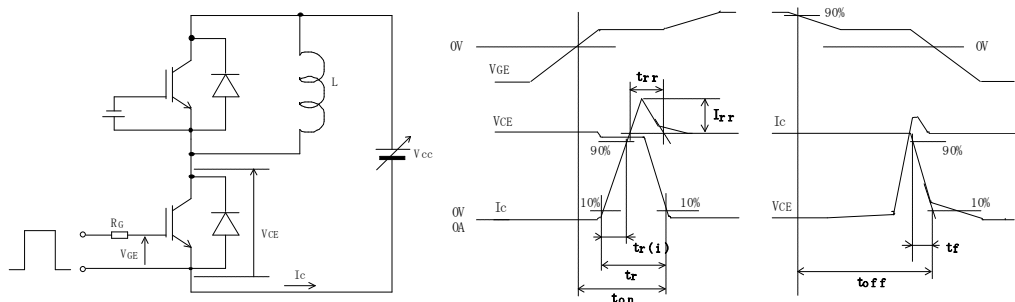 L
Vcc
RG
VGE
VCE
Ic
0V
VGE
trr
Irr
VCE
90%
10%
10%
Ic
0V
0A
tr(i)
tr
ton
90%
0V
Ic
90%
VCE
10%
tf
toff